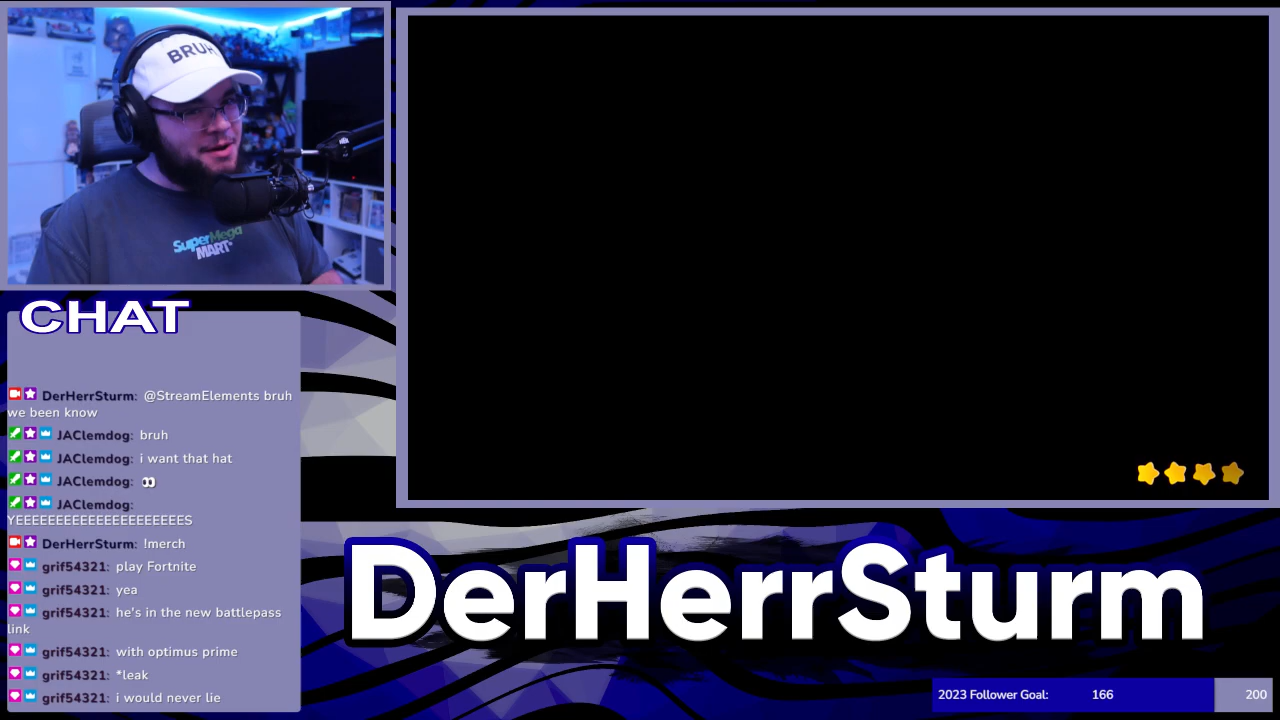 BRUH
SuperMega
MART
CHAT
DerHerrSturm: @StreamElements bruh
we been know
JAClemdog: bruh
JAClemdog: i want that hat
JAClemdog: 👀
JAClemdog:
YEEEEEEEEEEEEEEEEEEEEEES
DerHerrSturm: !merch
grif54321: play Fortnite
grif54321: yea
grif54321: he's in the new battlepass
link
grif54321: with optimus prime
grif54321: *leak
grif54321: i would never lie
DerHerrSturm
2023 Follower Goal: 166 200